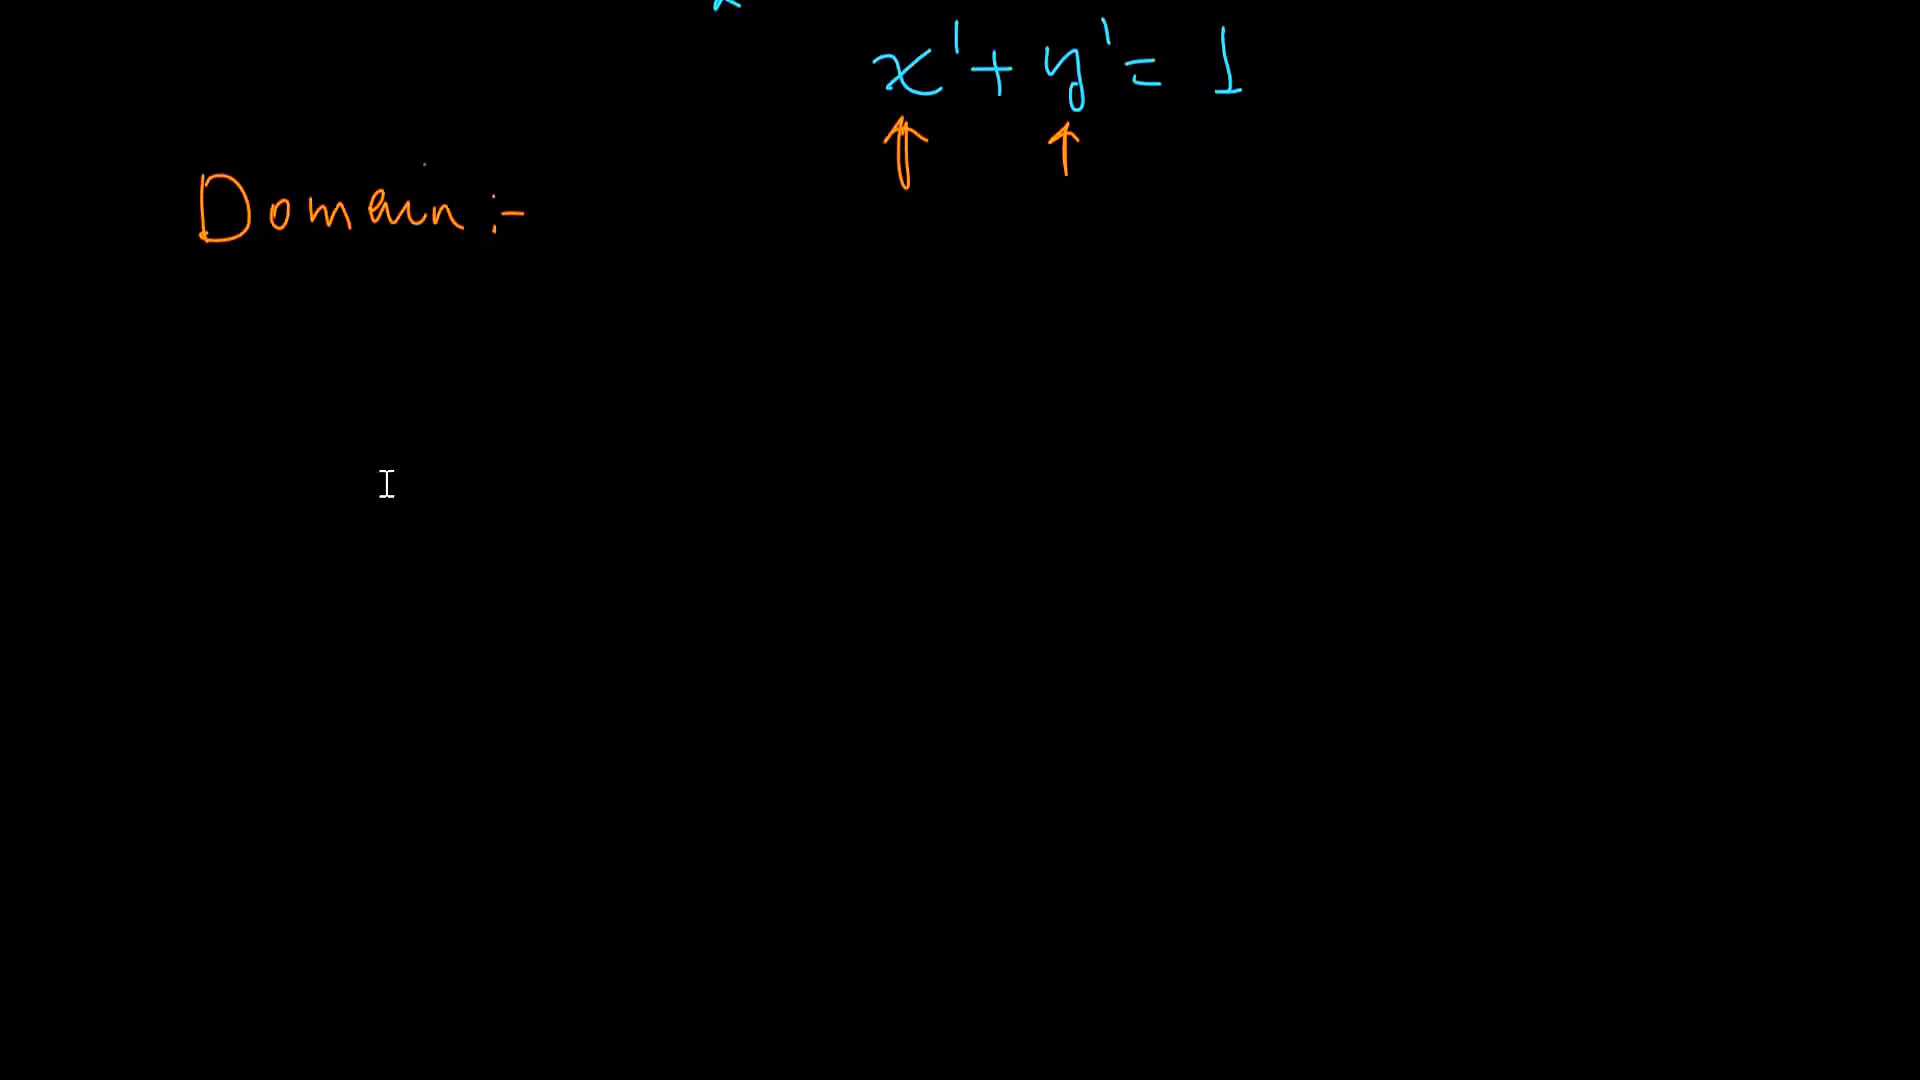 x' + y' = 1
Domain :-